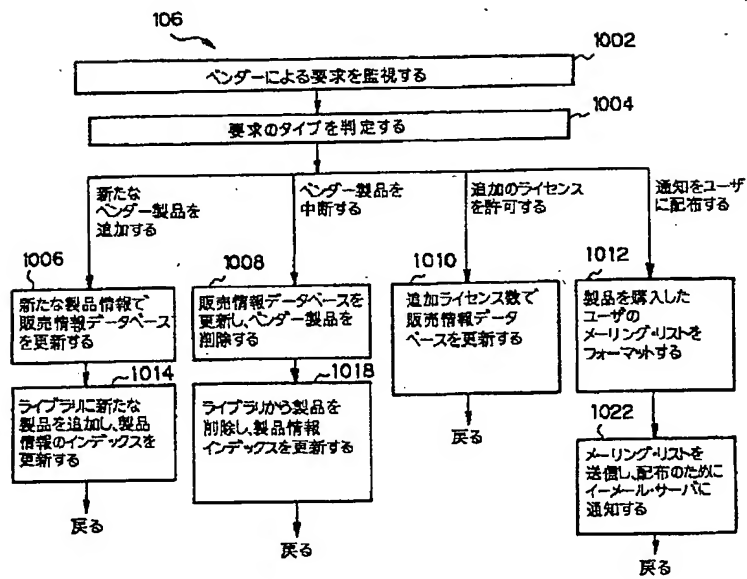 106
1002
ベンダーによる要求を監視する
1004
要求のタイプを判定する
新たな
ベンダー製品を
追加する
ベンダー製品を
中断する
追加のライセンス
を許可する
通知をユーザ
に配布する
1006
新たな製品情報で
販売情報データベース
を更新する
1008
販売情報データベースを
更新し、ベンダー製品を
削除する
1010
追加ライセンス数で
販売情報データ
ベースを更新する
1012
製品を購入した
ユーザの
メーリング・リストを
フォーマットする
1014
ライブラリに新たな
製品を追加し、製品
情報のインデックスを
更新する
1018
ライブラリから製品を
削除し、製品情報
インデックスを更新する
1022
メーリング・リストを
送信し、配布のために
イーメール・サーバに
通知する
戻る
戻る
戻る
戻る